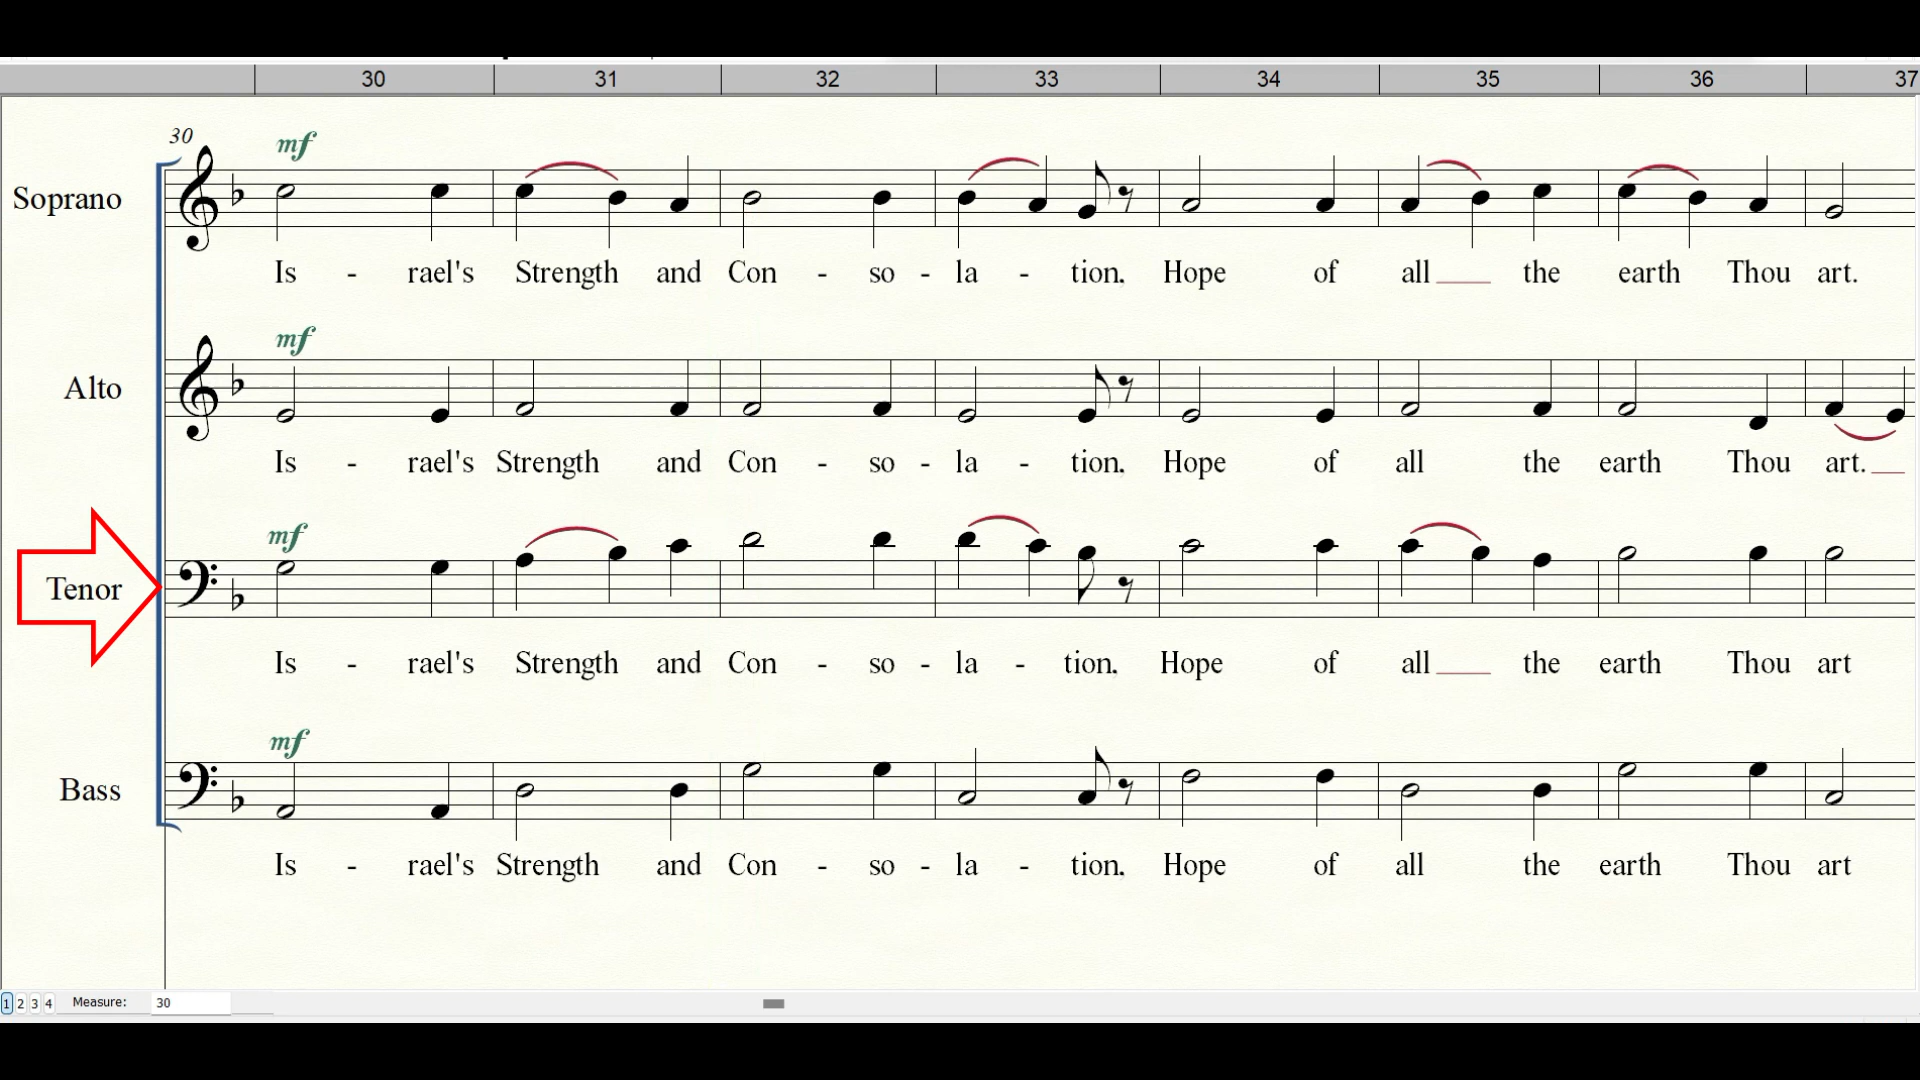 30 31 32 33 34 35 36 37
30
mf
Soprano
Is - rael's Strength and Con - so - la - tion, Hope of all the earth Thou art.
mf
Alto
Is - rael's Strength and Con - so - la - tion, Hope of all the earth Thou art.
mf
Tenor
Is - rael's Strength and Con - so - la - tion, Hope of all the earth Thou art
mf
Bass
Is - rael's Strength and Con - so - la - tion, Hope of all the earth Thou art
1 2 3 4 Measure: 30